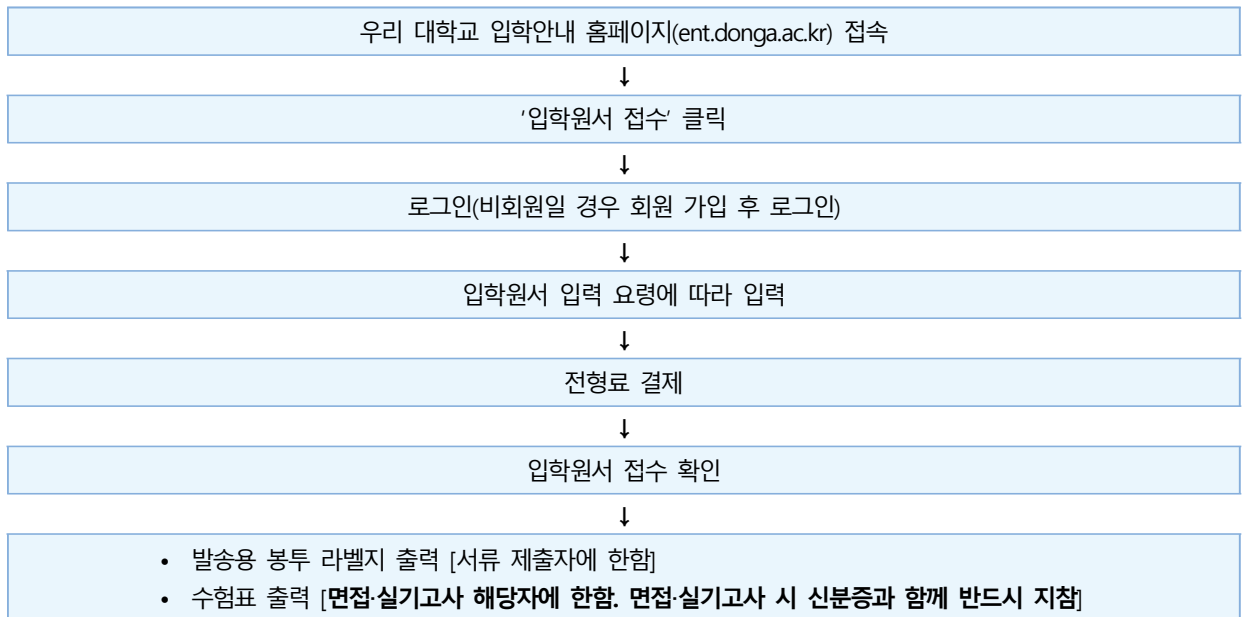 우리 대학교 입학안내 홈페이지(ent.donga.ac.kr) 접속
↓
'입학원서 접수' 클릭
↓
로그인(비회원일 경우 회원 가입 후 로그인)
↓
입학원서 입력 요령에 따라 입력
↓
전형료 결제
↓
입학원서 접수 확인
↓
• 발송용 봉투 라벨지 출력 [서류 제출자에 한함]
• 수험표 출력 [면접·실기고사 해당자에 한함. 면접·실기고사 시 신분증과 함께 반드시 지참]